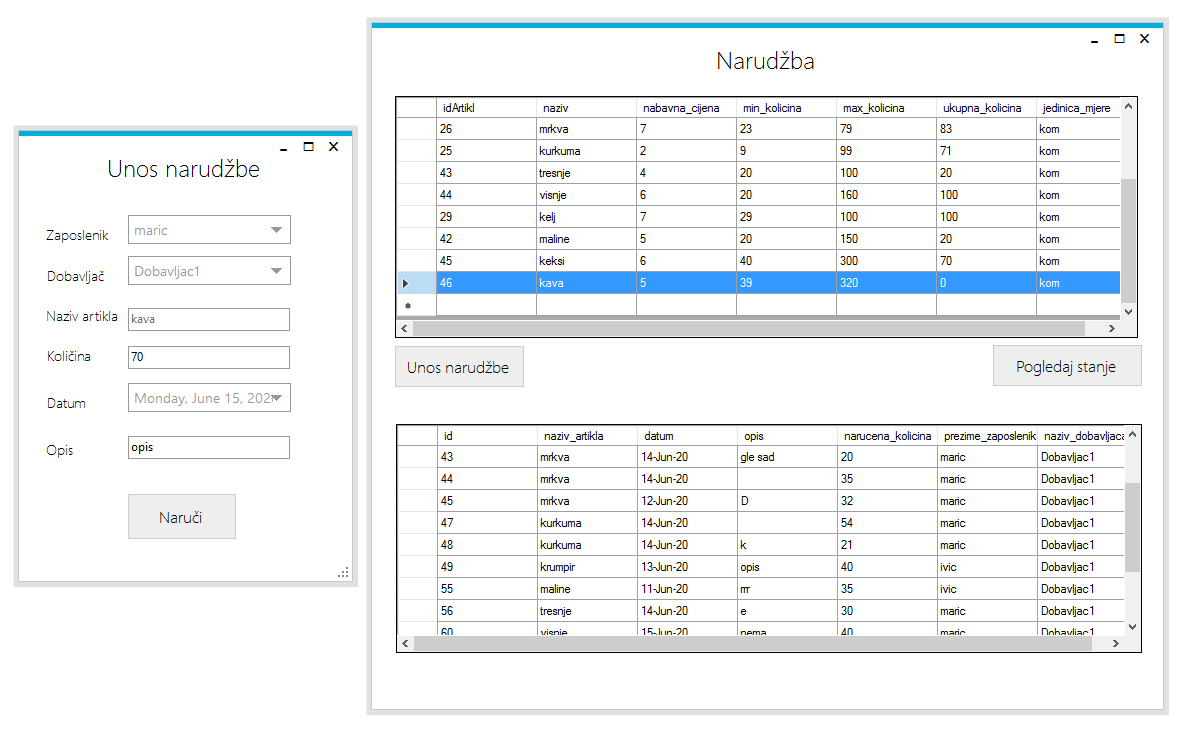 Unos narudžbe
Zaposlenik maric
Dobavljač Dobavljac1
Naziv artikla kava
Količina 70
Datum Monday, June 15, 202
Opis opis
Naruči
Narudžba
idArtikl naziv nabavna_cijena min_kolicina max_kolicina ukupna_kolicina jedinica_mjere
26 mrkva 7 23 79 83 kom
25 kurkuma 2 9 99 71 kom
43 tresnje 4 20 100 20 kom
44 visnje 6 20 160 100 kom
29 kelj 7 29 100 100 kom
42 maline 5 20 150 20 kom
45 keksi 6 40 300 70 kom
46 kava 5 39 320 0 kom
Unos narudžbe Pogledaj stanje
id naziv_artikla datum opis narucena_kolicina prezime_zaposlenik naziv_dobavljaca
43 mrkva 14-Jun-20 gle sad 20 maric Dobavljac1
44 mrkva 14-Jun-20 35 maric Dobavljac1
45 mrkva 12-Jun-20 D 32 maric Dobavljac1
47 kurkuma 14-Jun-20 54 maric Dobavljac1
48 kurkuma 14-Jun-20 k 21 maric Dobavljac1
49 krumpir 13-Jun-20 opis 40 ivic Dobavljac1
55 maline 11-Jun-20 rrr 35 ivic Dobavljac1
56 tresnje 14-Jun-20 e 30 maric Dobavljac1
60 visnje 15-Jun-20 nema 40 maric Dobavljac1